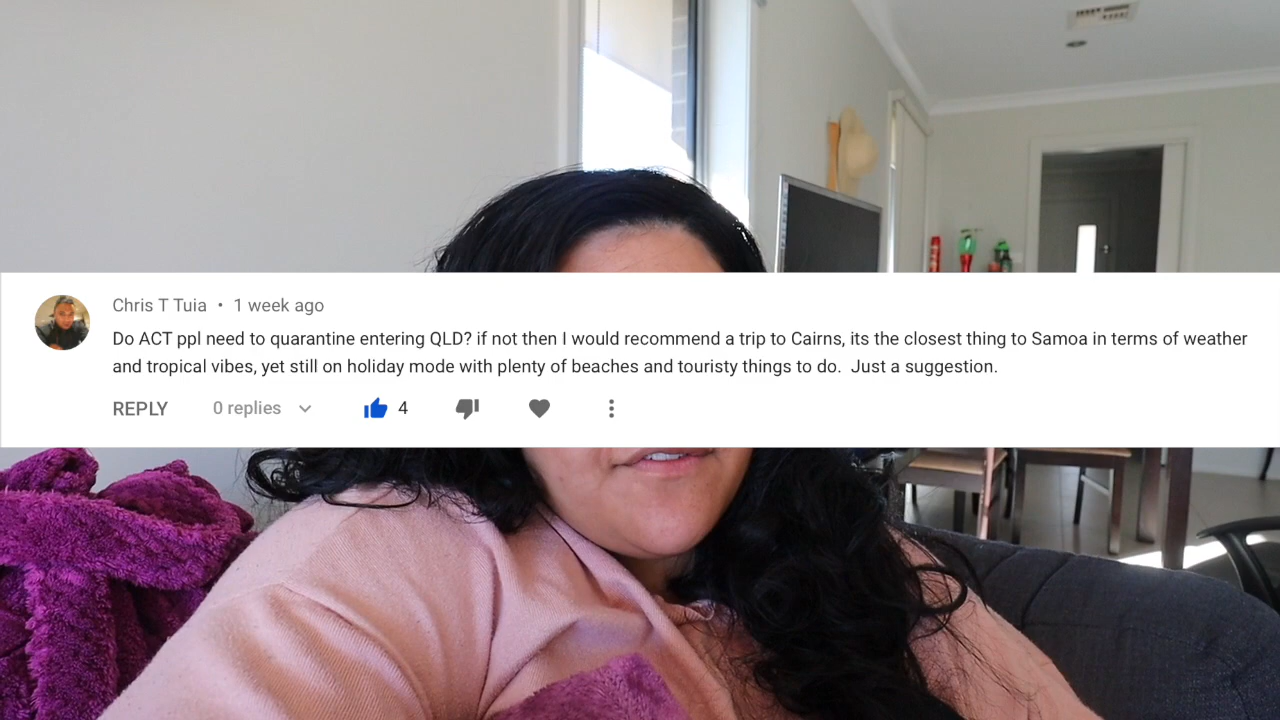 Chris T Tuia • 1 week ago
Do ACT ppl need to quarantine entering QLD? if not then I would recommend a trip to Cairns, its the closest thing to Samoa in terms of weather
and tropical vibes, yet still on holiday mode with plenty of beaches and touristy things to do.  Just a suggestion.
REPLY 0 replies 4